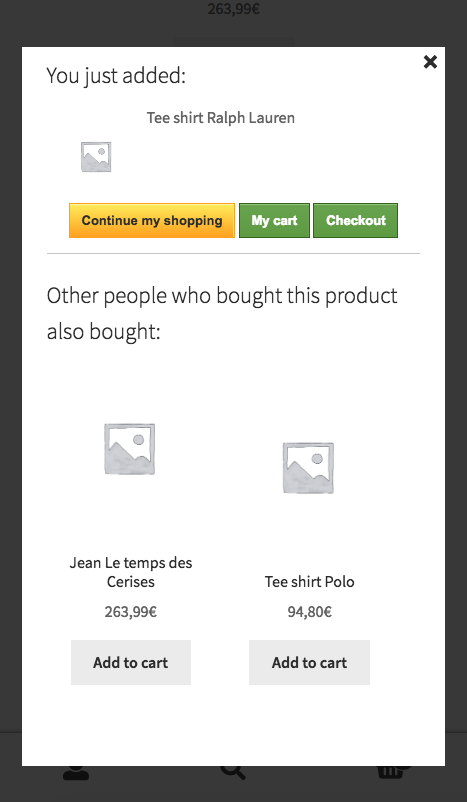 263,99€
You just added:
Tee shirt Ralph Lauren
Continue my shopping
My cart
Checkout
Other people who bought this product
also bought:
Jean Le temps des
Cerises
263,99€
Add to cart
Tee shirt Polo
94,80€
Add to cart